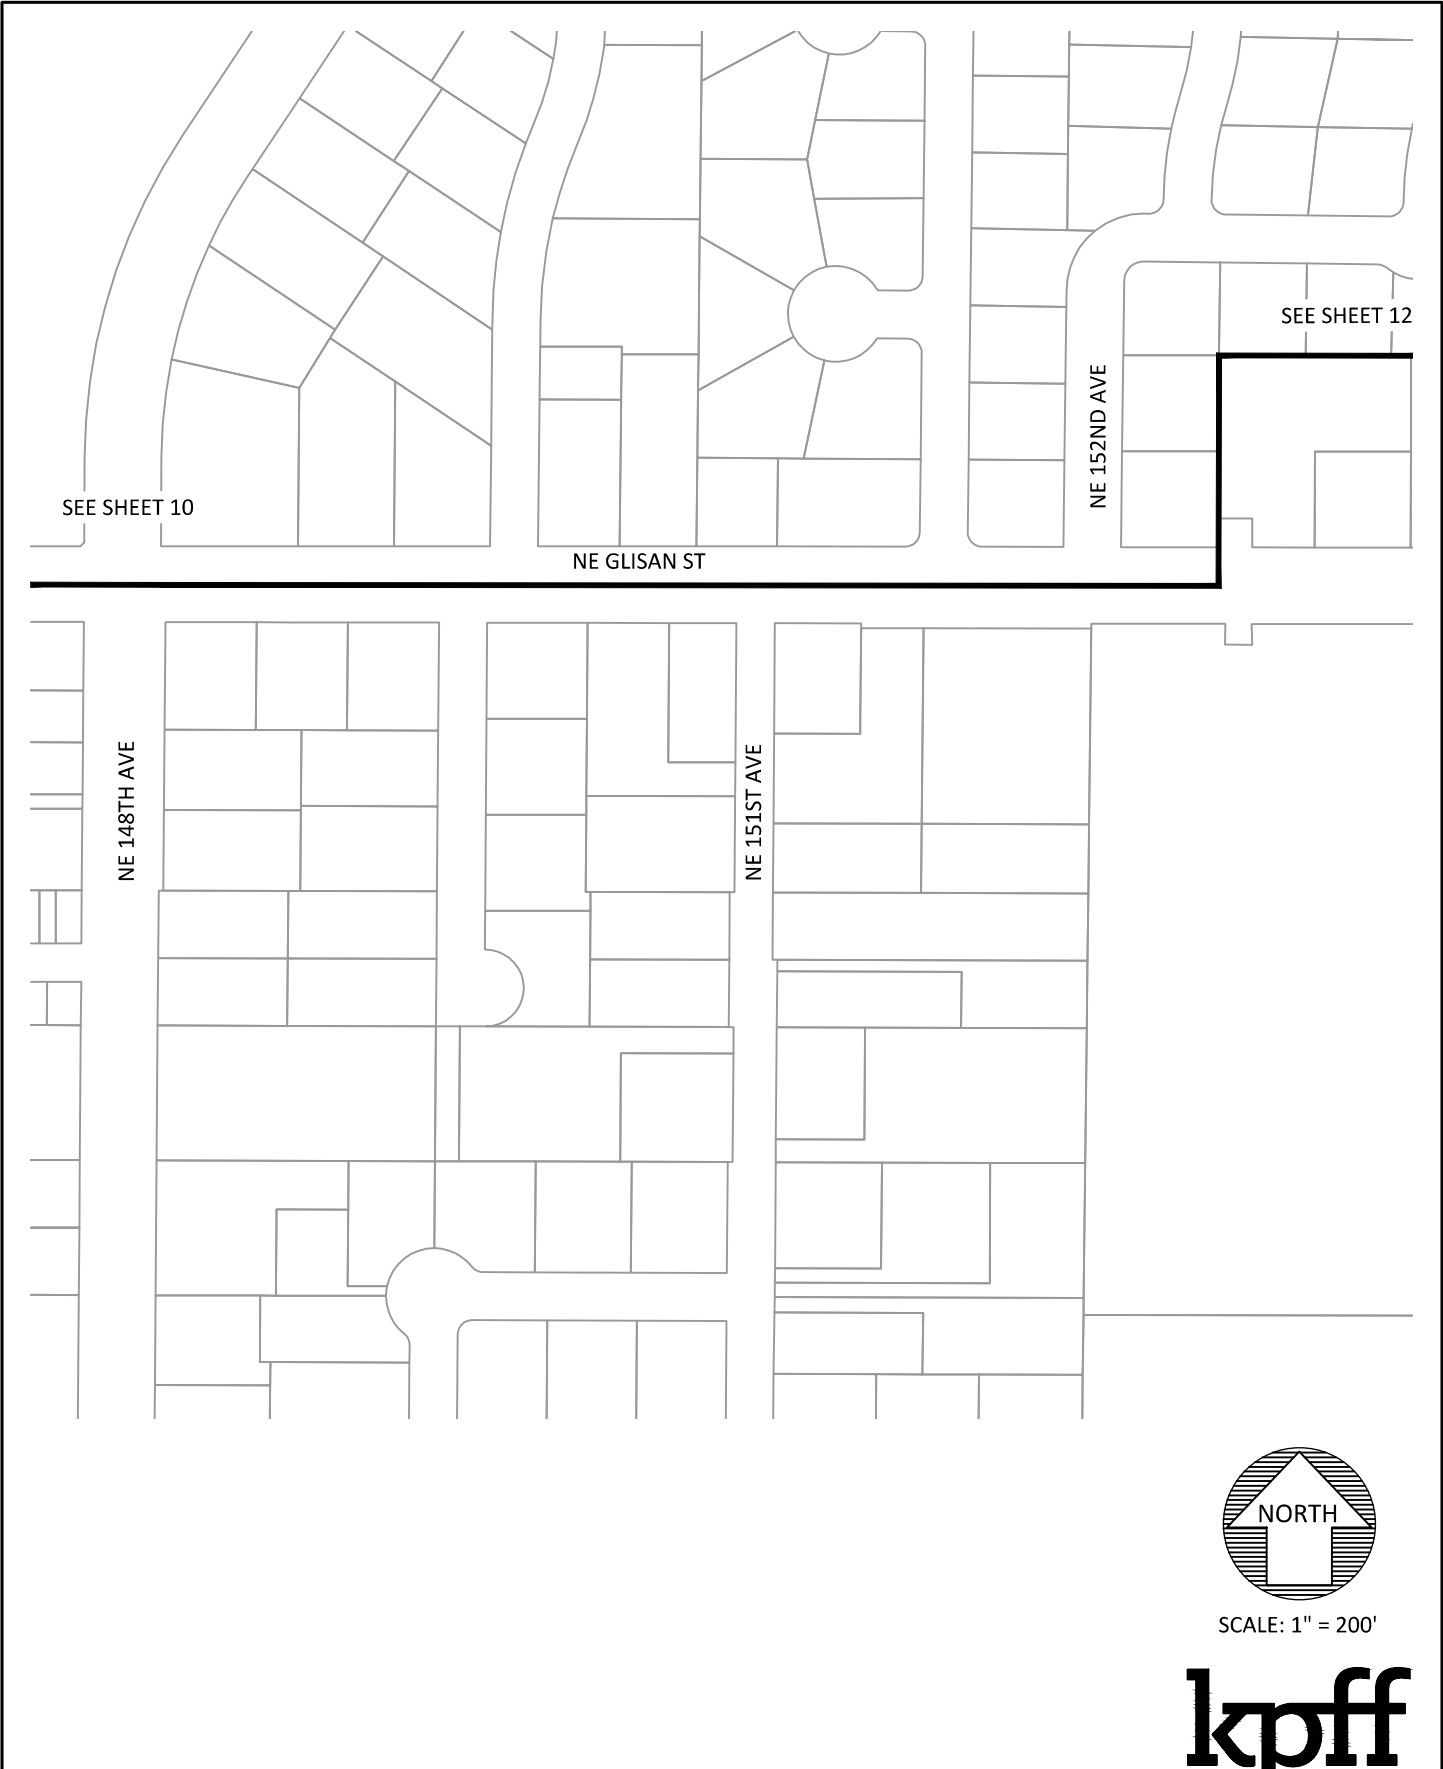 SEE SHEET 12
NE 152ND AVE
SEE SHEET 10
NE GLISAN ST
NE 148TH AVE
NE 151ST AVE
NORTH
SCALE: 1" = 200'
kpff